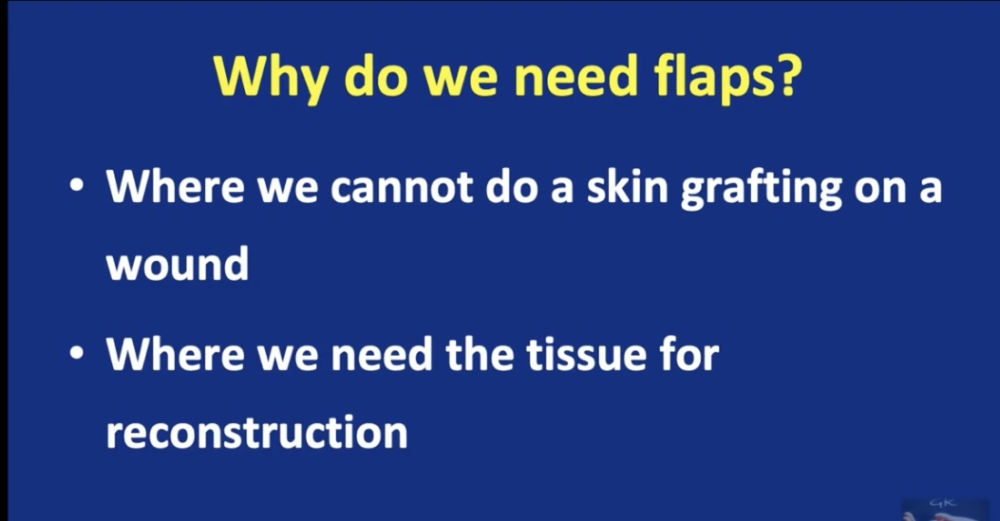 Why do we need flaps?
• Where we cannot do a skin grafting on a
wound
• Where we need the tissue for
reconstruction
GK